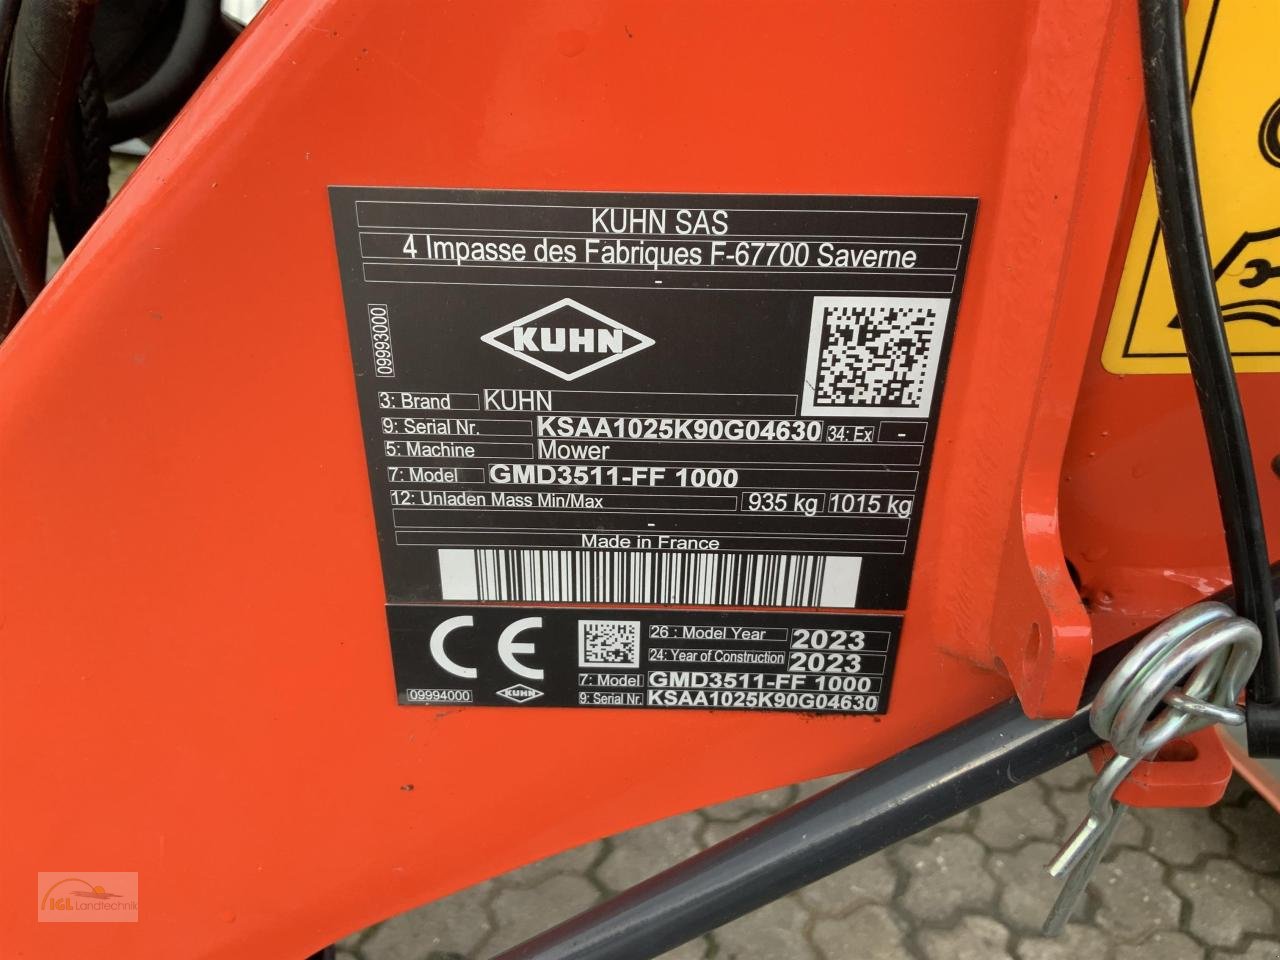 KUHN SAS
4 Impasse des Fabriques F-67700 Saverne
-
09993000
KUHN
3: Brand KUHN
9: Serial Nr. KSAA1025K90G04630 34: Ex -
5: Machine Mower
7: Model GMD3511-FF 1000
12: Unladen Mass Min/Max 935 kg 1015 kg
-
Made in France
CE
26 : Model Year 2023
24: Year of Construction 2023
7: Model GMD3511-FF 1000
9: Serial Nr. KSAA1025K90G04630
09994000
KUHN
IGL Landtechnik